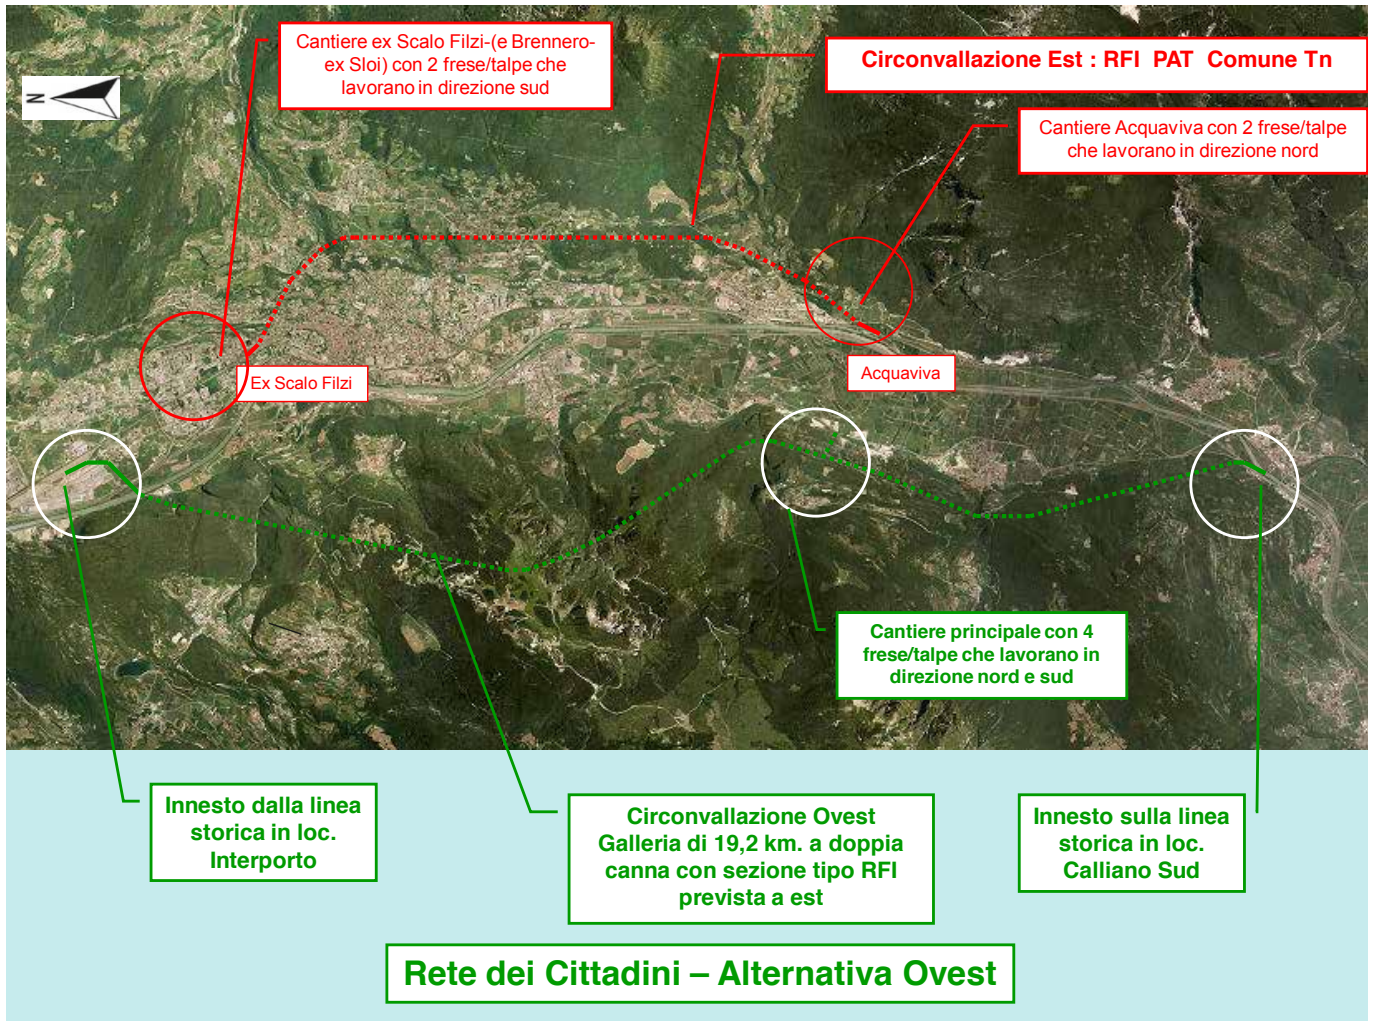 Cantiere ex Scalo Filzi-(e Brennero-
ex Sloi) con 2 frese/talpe che
lavorano in direzione sud
Circonvallazione Est : RFI PAT Comune Tn
N
Cantiere Acquaviva con 2 frese/talpe
che lavorano in direzione nord
Ex Scalo Filzi
Acquaviva
Cantiere principale con 4
frese/talpe che lavorano in
direzione nord e sud
Innesto dalla linea
storica in loc.
Interporto
Circonvallazione Ovest
Galleria di 19,2 km. a doppia
canna con sezione tipo RFI
prevista a est
Innesto sulla linea
storica in loc.
Calliano Sud
Rete dei Cittadini – Alternativa Ovest